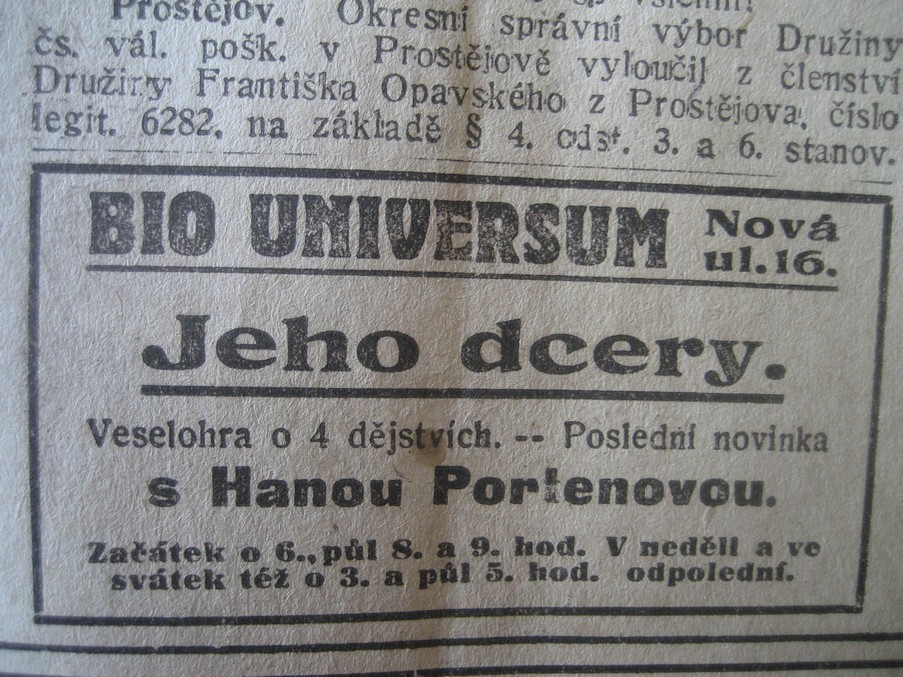 Prostějov. Okresní správní výbor Družiny
čs. vál. pošk. v Prostějově vyloučil z členství
Družiny Františka Opavského z Prostějova, číslo
legit. 6282, na základě § 4. odst. 3. a 6. stanov.
BIO UNIVERSUM Nová
ul. 16.
Jeho dcery.
Veselohra o 4 dějstvích. -- Poslední novinka
s Hanou Portenovou.
Začátek o 6., půl 8. a 9. hod. V neděli a ve
svátek též o 3. a půl 5. hod. odpolední.